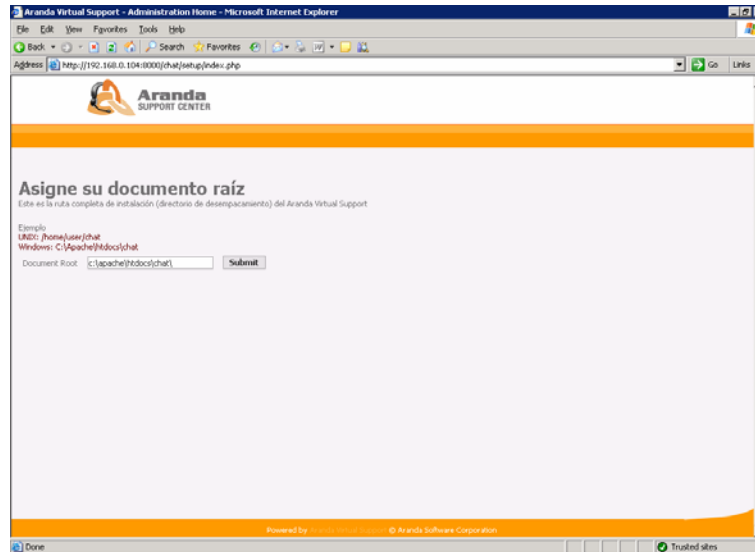 Aranda Virtual Support - Administration Home - Microsoft Internet Explorer
File Edit View Favorites Tools Help
Back Search Favorites
Address http://192.168.0.104:8000/chat/setup/index.php Go Links
Aranda
SUPPORT CENTER
Asigne su documento raíz
Este es la ruta completa de instalación (directorio de desempacamiento) del Aranda Virtual Support
Ejemplo
UNIX: /home/user/chat
Windows: C:\Apache\htdocs\chat
Document Root c:\apache\htdocs\chat\ Submit
Powered by Aranda Virtual Support © Aranda Software Corporation
Done Trusted sites